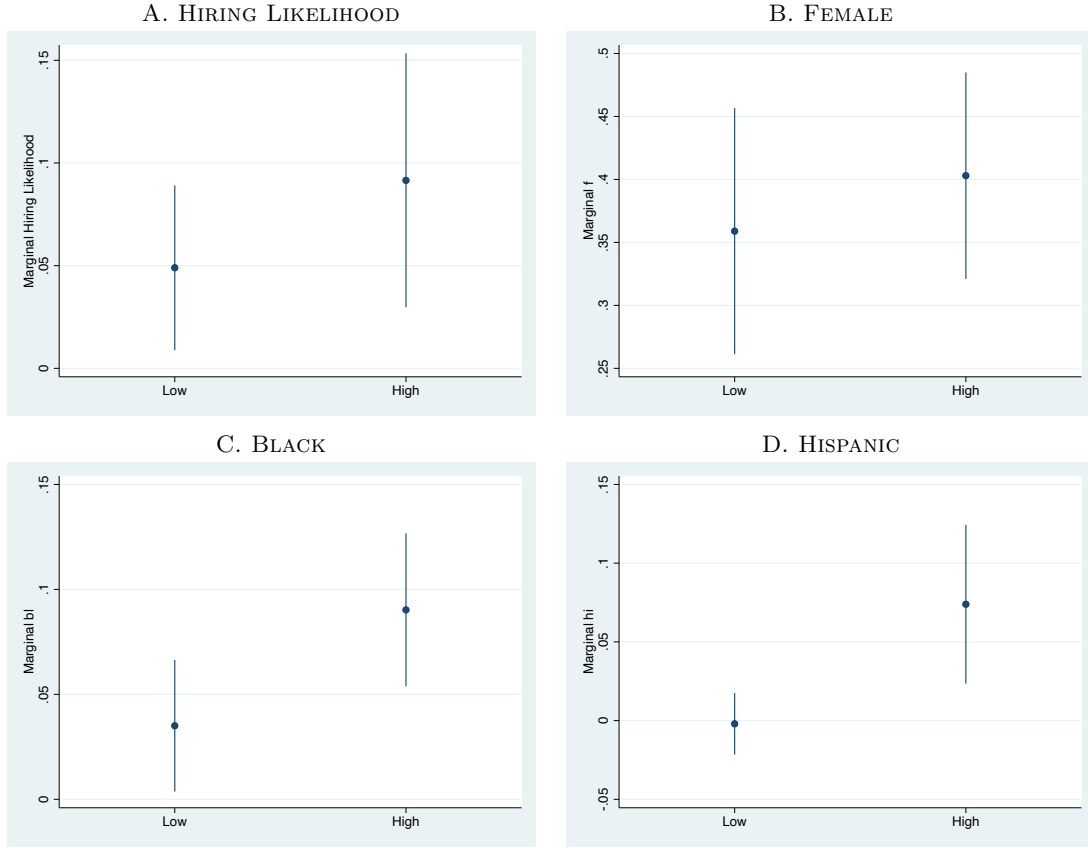 A. Hiring Likelihood
Marginal Hiring Likelihood
.15
.1
.05
0
Low High
B. Female
Marginal f
.5
.45
.4
.35
.3
.25
Low High
C. Black
Marginal bl
.15
.1
.05
0
Low High
D. Hispanic
Marginal hi
.15
.1
.05
0
-.05
Low High